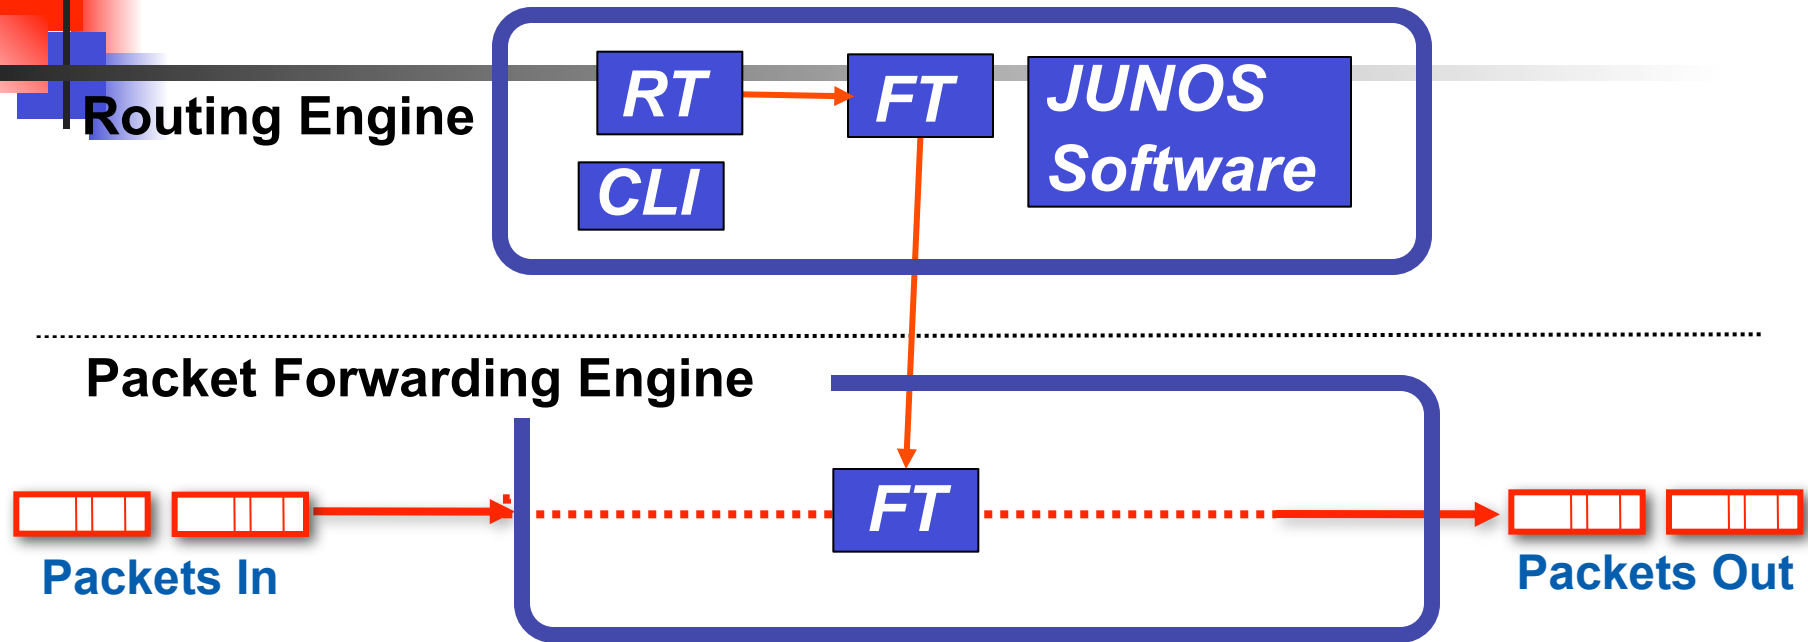 RT
FT
JUNOS
Software
Routing Engine
CLI
Packet Forwarding Engine
FT
Packets In
Packets Out